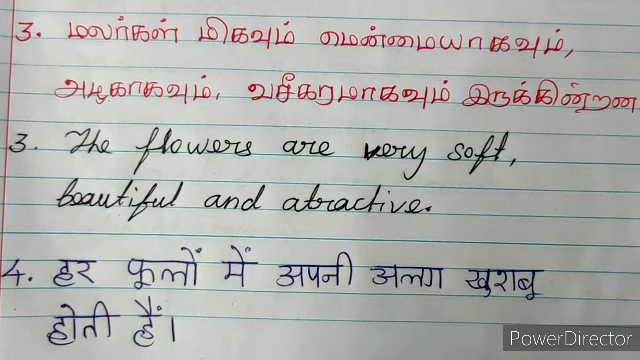 3. மலர்கள் மிகவும் மென்மையாகவும்,
அழகாகவும், வசீகரமாகவும் இருக்கின்றன
3. The flowers are very soft,
beautiful and atractive.
4. हर फूलों में अपनी अलग खुशबू
होती हैं।
PowerDirector